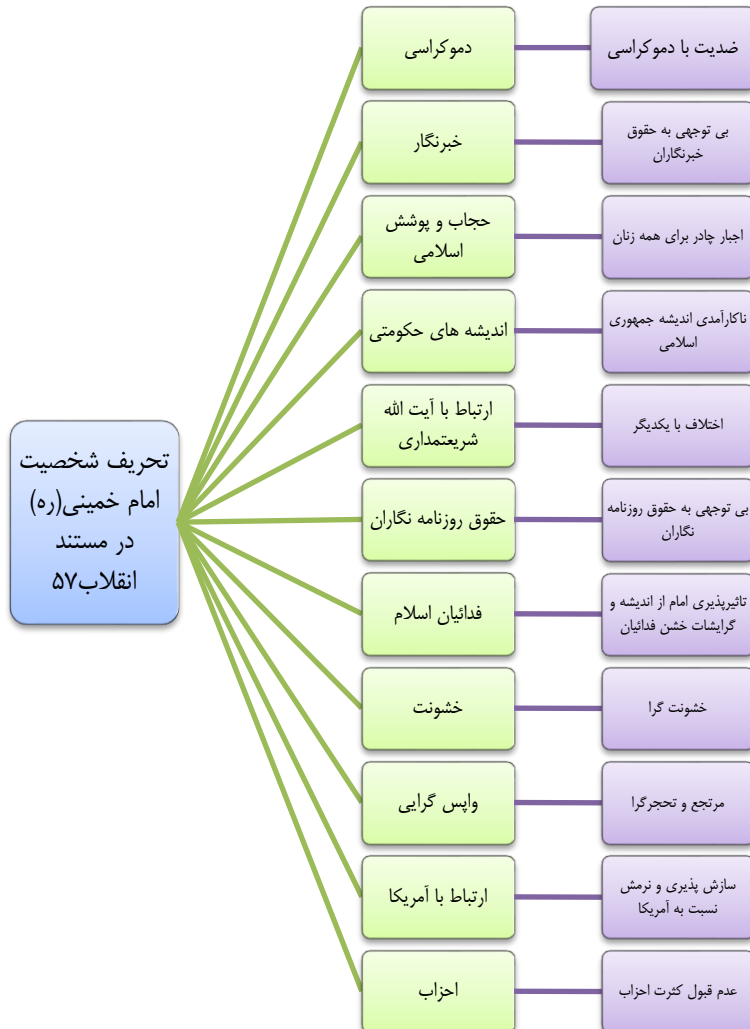 دموکراسی
ضدیت با دموکراسی
خبرنگار
بی توجهی به حقوق
خبرنگاران
حجاب و پوشش
اسلامی
اجبار چادر برای همه زنان
اندیشه های حکومتی
ناکارآمدی اندیشه جمهوری
اسلامی
ارتباط با آیت الله
شریعتمداری
اختلاف با یکدیگر
تحریف شخصیت
امام خمینی(ره)
در مستند
انقلاب۵۷
حقوق روزنامه نگاران
بی توجهی به حقوق روزنامه
نگاران
فدائیان اسلام
تاثیرپذیری امام از اندیشه و
گرایشات خشن فدائیان
خشونت
خشونت گرا
واپس گرایی
مرتجع و تحجرگرا
ارتباط با آمریکا
سازش پذیری و نرمش
نسبت به آمریکا
احزاب
عدم قبول کثرت احزاب